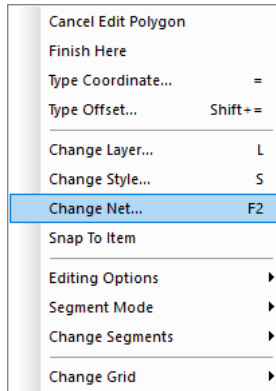 Cancel Edit Polygon
Finish Here
Type Coordinate... =
Type Offset... Shift+=
Change Layer... L
Change Style... S
Change Net... F2
Snap To Item
Editing Options
Segment Mode
Change Segments
Change Grid